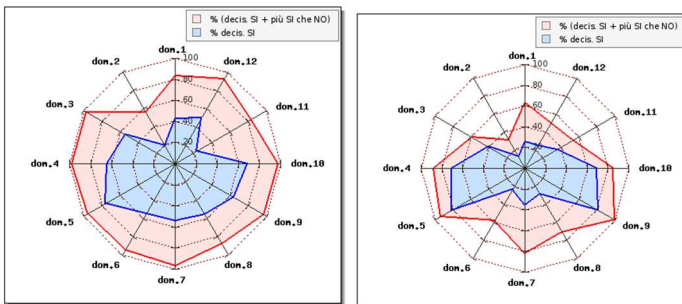 % (decis. SI + più SI che NO)
% decis. SI
dom.1
dom.2
dom.3
dom.4
dom.5
dom.6
dom.7
dom.8
dom.9
dom.10
dom.11
dom.12
100
80
60
40
20
% (decis. SI + più SI che NO)
% decis. SI
dom.1
dom.2
dom.3
dom.4
dom.5
dom.6
dom.7
dom.8
dom.9
dom.10
dom.11
dom.12
100
80
60
40
20